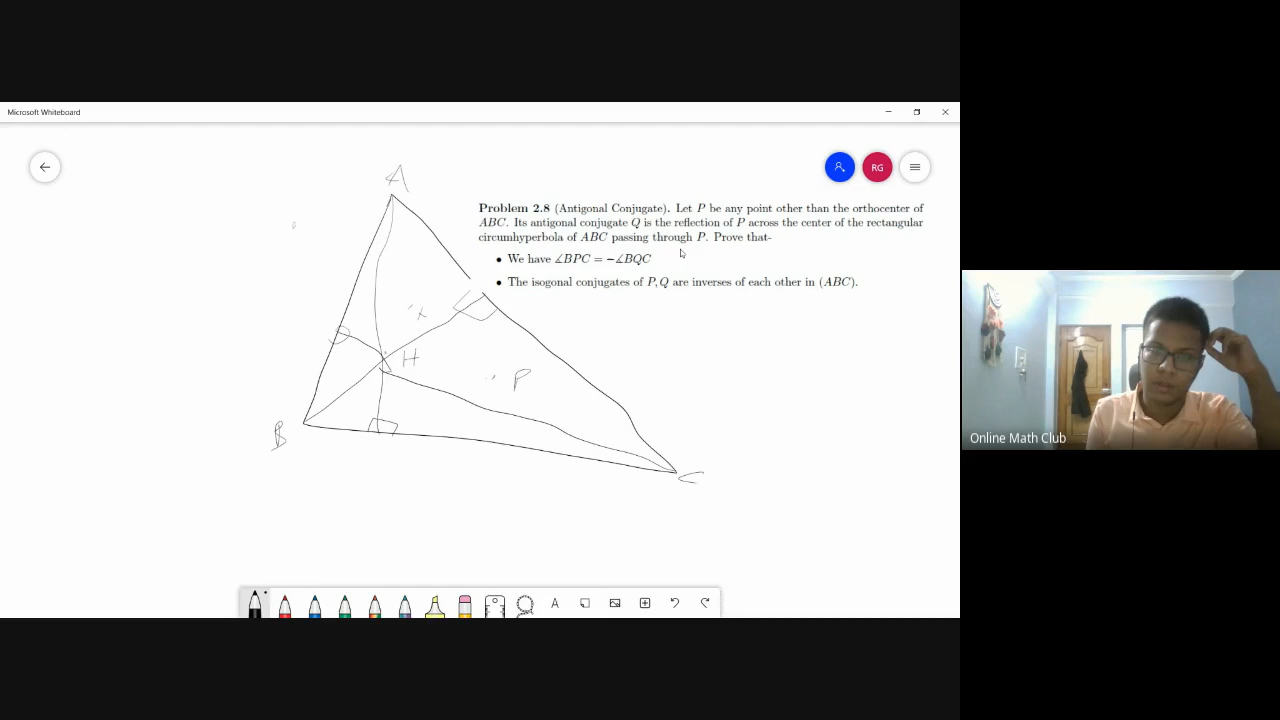 Microsoft Whiteboard
RG
A
Problem 2.8 (Antigonal Conjugate). Let P be any point other than the orthocenter of
ABC. Its antigonal conjugate Q is the reflection of P across the center of the rectangular
circumhyperbola of ABC passing through P. Prove that-
• We have ∠BPC = −∠BQC
• The isogonal conjugates of P, Q are inverses of each other in (ABC).
x
H
P
B
C
Online Math Club
A